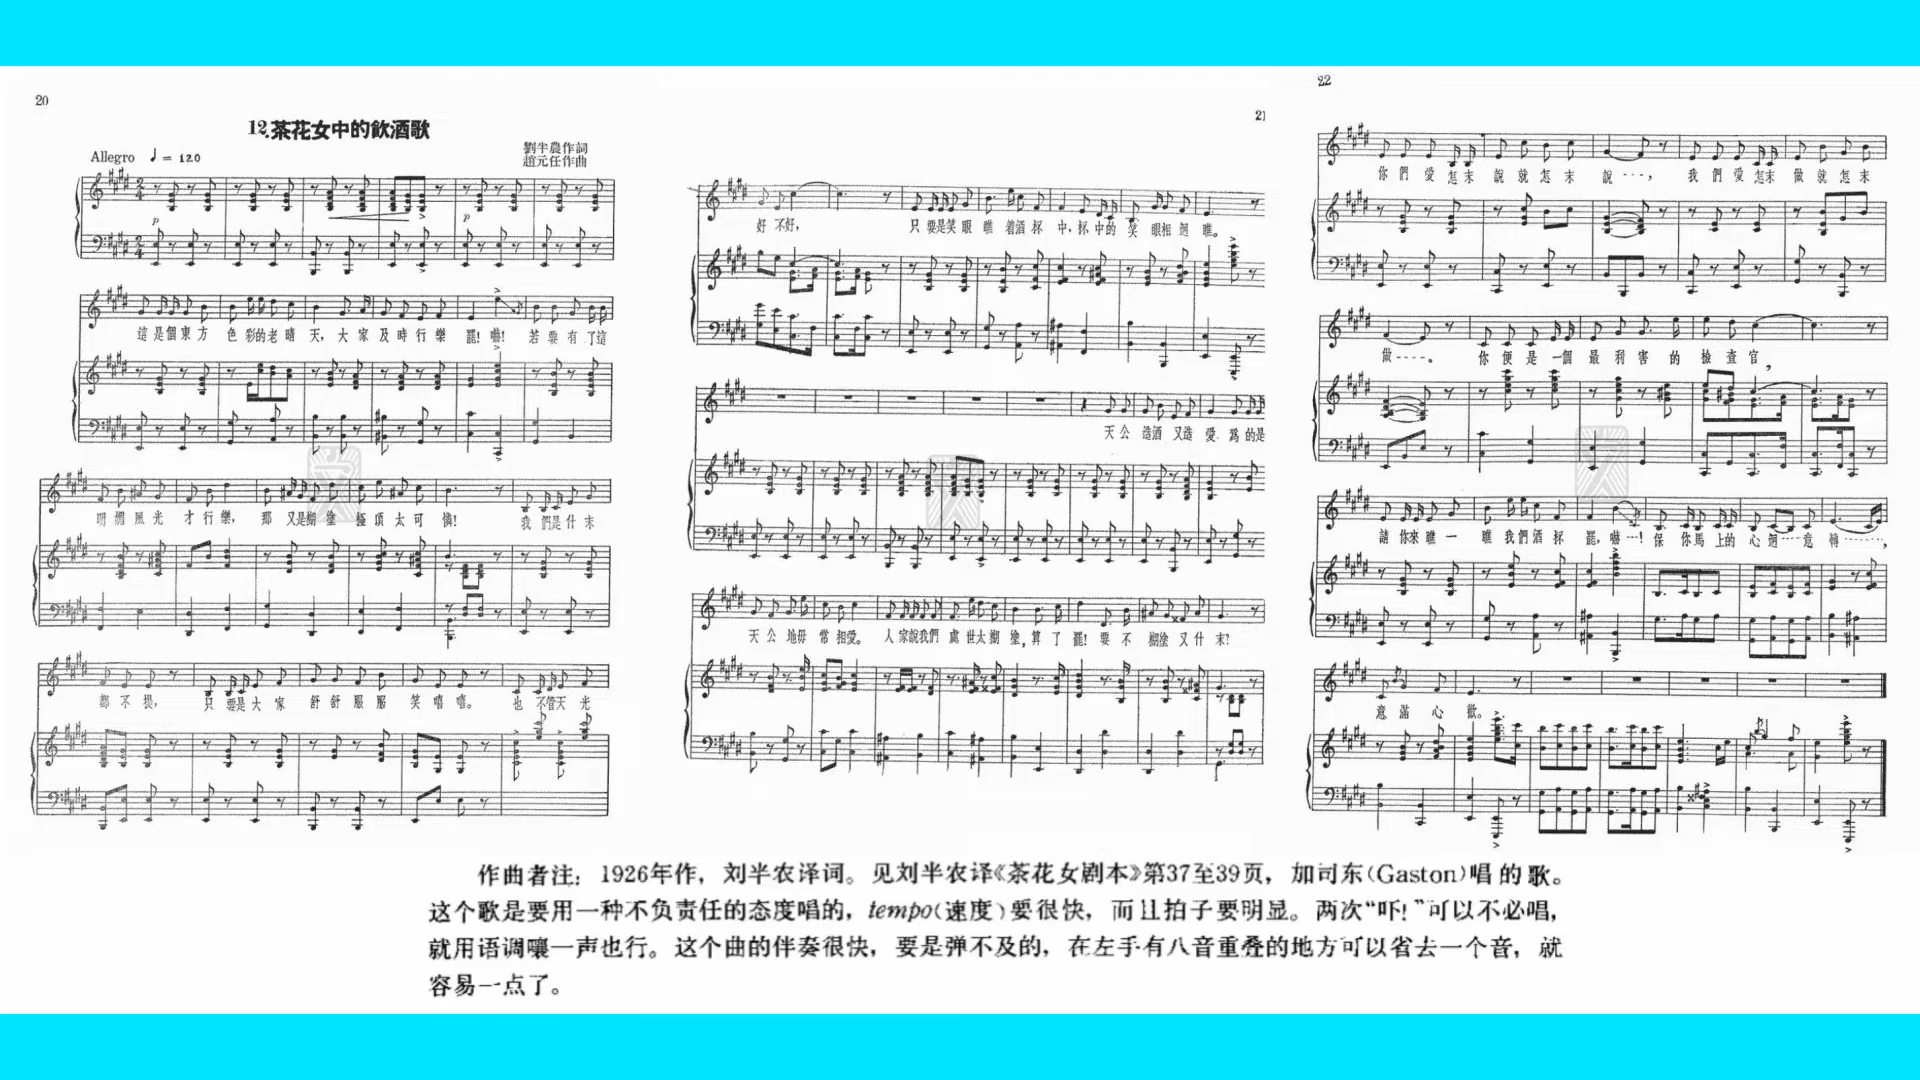 20
12.茶花女中的飲酒歌
Allegro ♩= 120
劉半農作詞
趙元任作曲
這是個東方 色彩的老晴天,大家及時行樂 罷!嚇!若要有了這
明媚風光 才行樂, 那又是糊塗 極頂太可憐! 我們是什末
都不提, 只要是大家 舒舒服服 笑嘻嘻。 也不管天光
21
好不好, 只要是笑眼瞧着酒杯中,杯中的笑眼相迴瞧。
天公造酒又造愛 爲的是
天公地毋常相愛。 人家說我們處世太糊塗,算了罷!要不糊塗又什末?
22
你們愛怎末說就怎末說……, 我們愛怎末做就怎末
做……。 你便是一個最利害的檢查官,
請你來瞧一瞧我們酒杯罷,嚇…!保你馬上的心迴…意轉……,
意滿心歡。
作曲者注: 1926年作, 刘半农译词。见刘半农译《茶花女剧本》第37至39页, 加司东(Gaston)唱的歌。
这个歌是要用一种不负责任的态度唱的, tempo(速度)要很快, 而且拍子要明显。两次“吓!”可以不必唱,
就用语调嚷一声也行。这个曲的伴奏很快, 要是弹不及的, 在左手有八音重叠的地方可以省去一个音, 就
容易一点了。